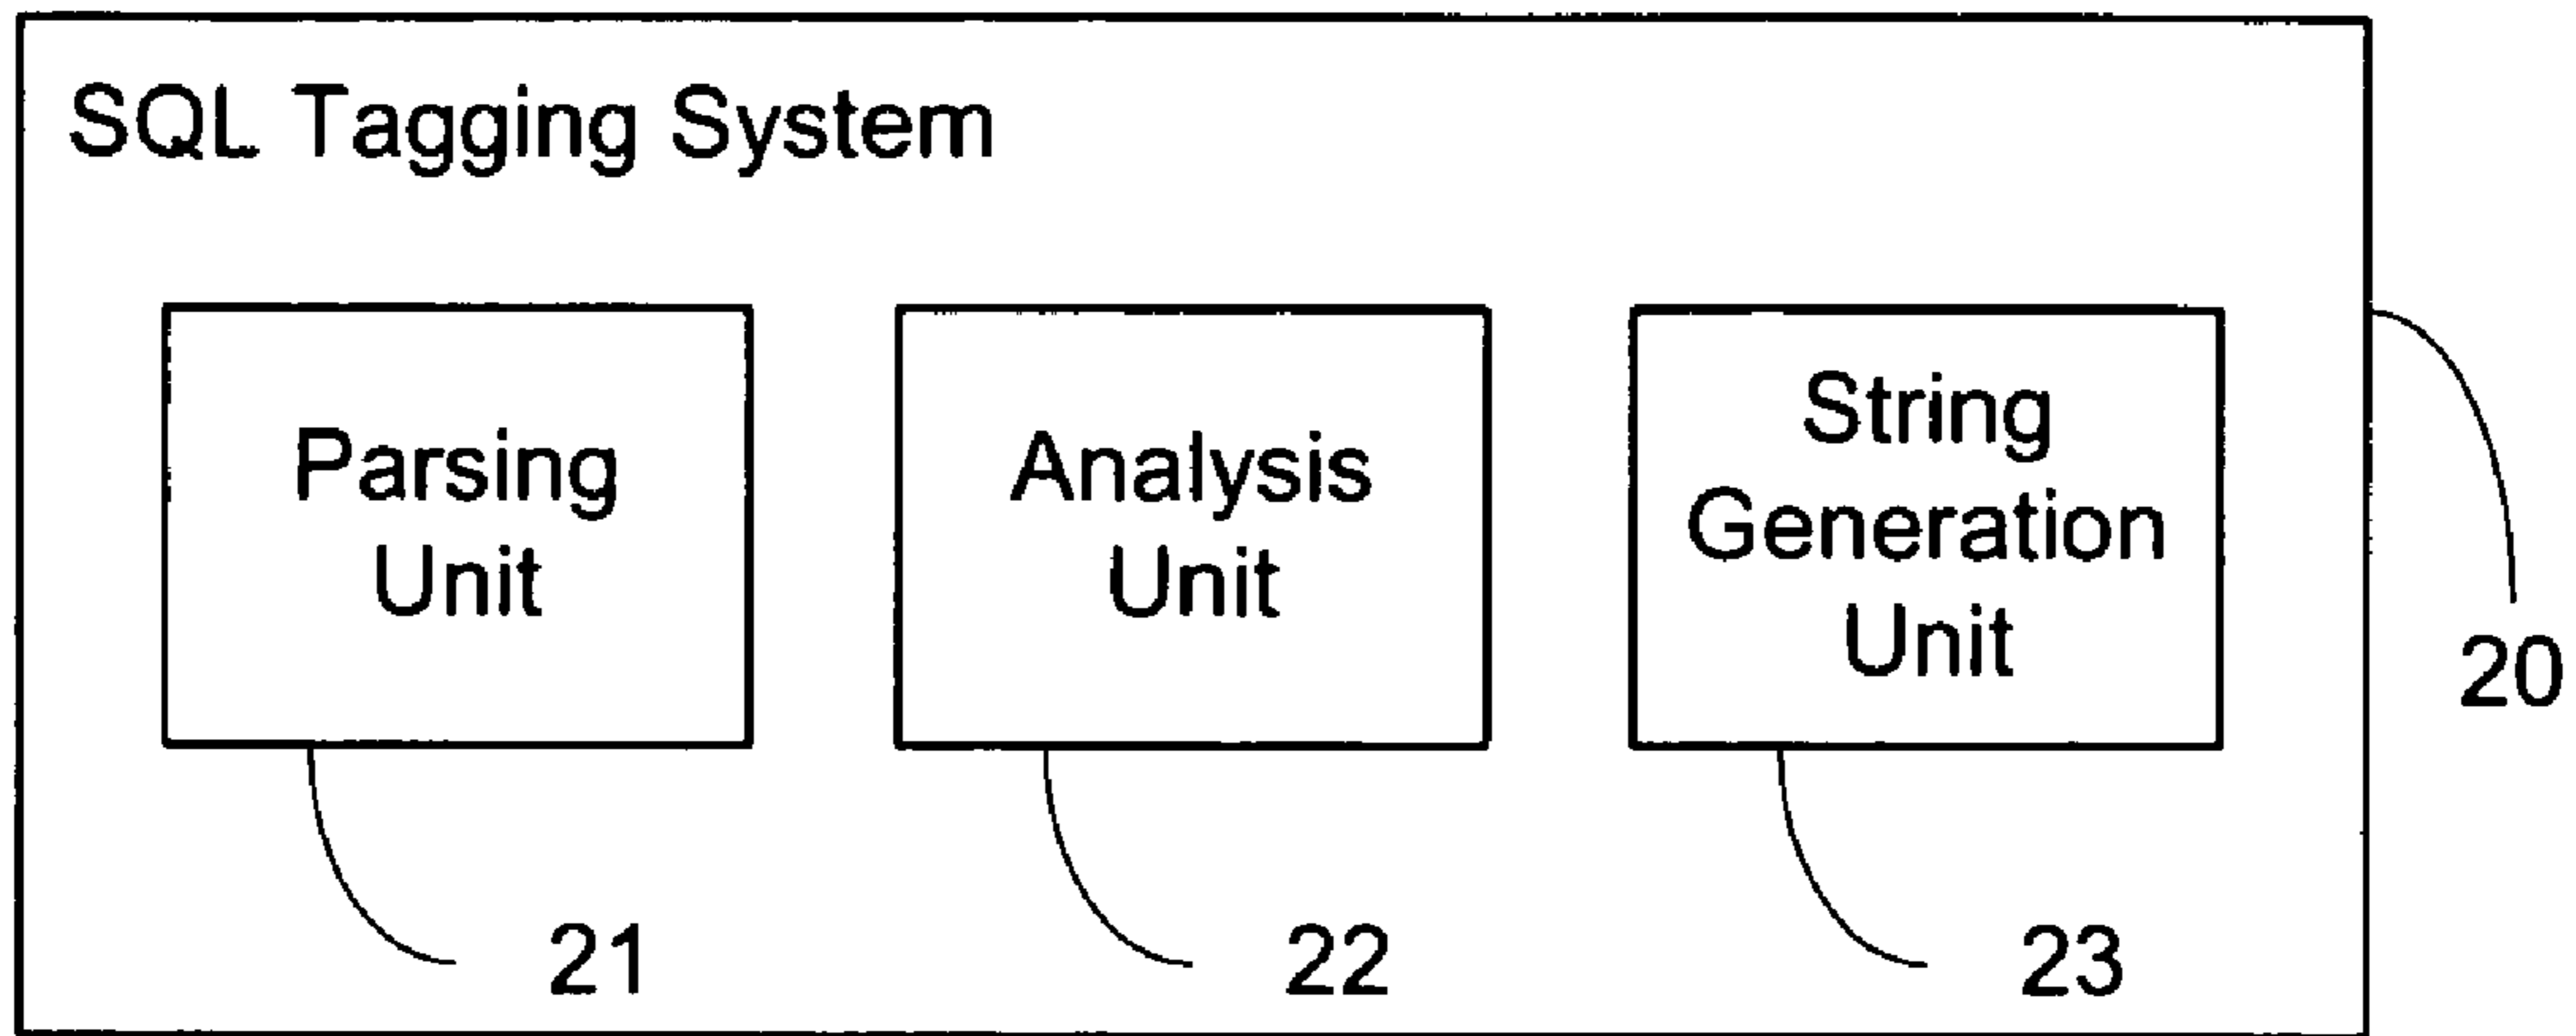 SQL Tagging System
Parsing
Unit
Analysis
Unit
String
Generation
Unit
20
21
22
23